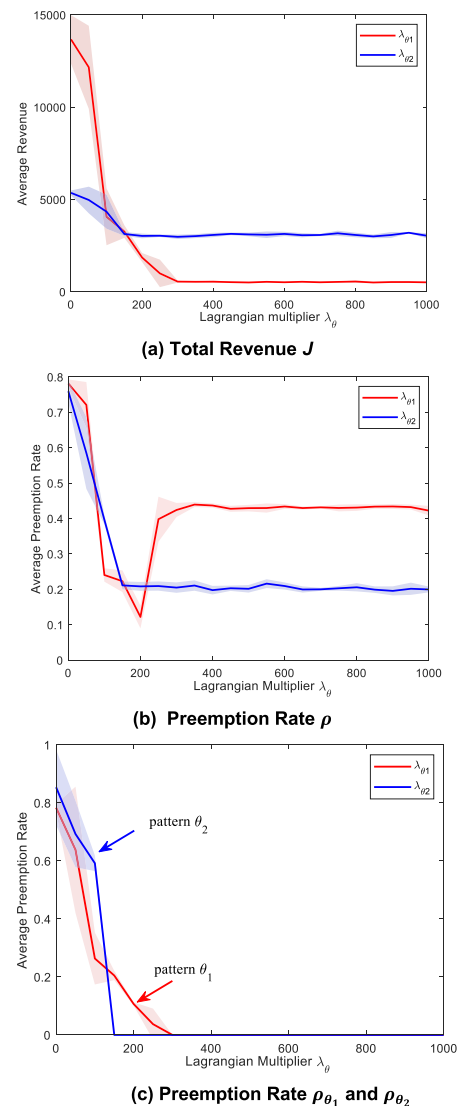 15000
10000
5000
0
Average Revenue
λθ1
λθ2
0 200 400 600 800 1000
Lagrangian multiplier λθ
(a) Total Revenue J
0.8
0.7
0.6
0.5
0.4
0.3
0.2
0.1
0
Average Preemption Rate
λθ1
λθ2
0 200 400 600 800 1000
Lagrangian Multiplier λθ
(b) Preemption Rate ρ
1
0.8
0.6
0.4
0.2
0
Average Preemption Rate
λθ1
λθ2
pattern θ2
pattern θ1
0 200 400 600 800 1000
Lagrangian Multiplier λθ
(c) Preemption Rate ρθ1 and ρθ2